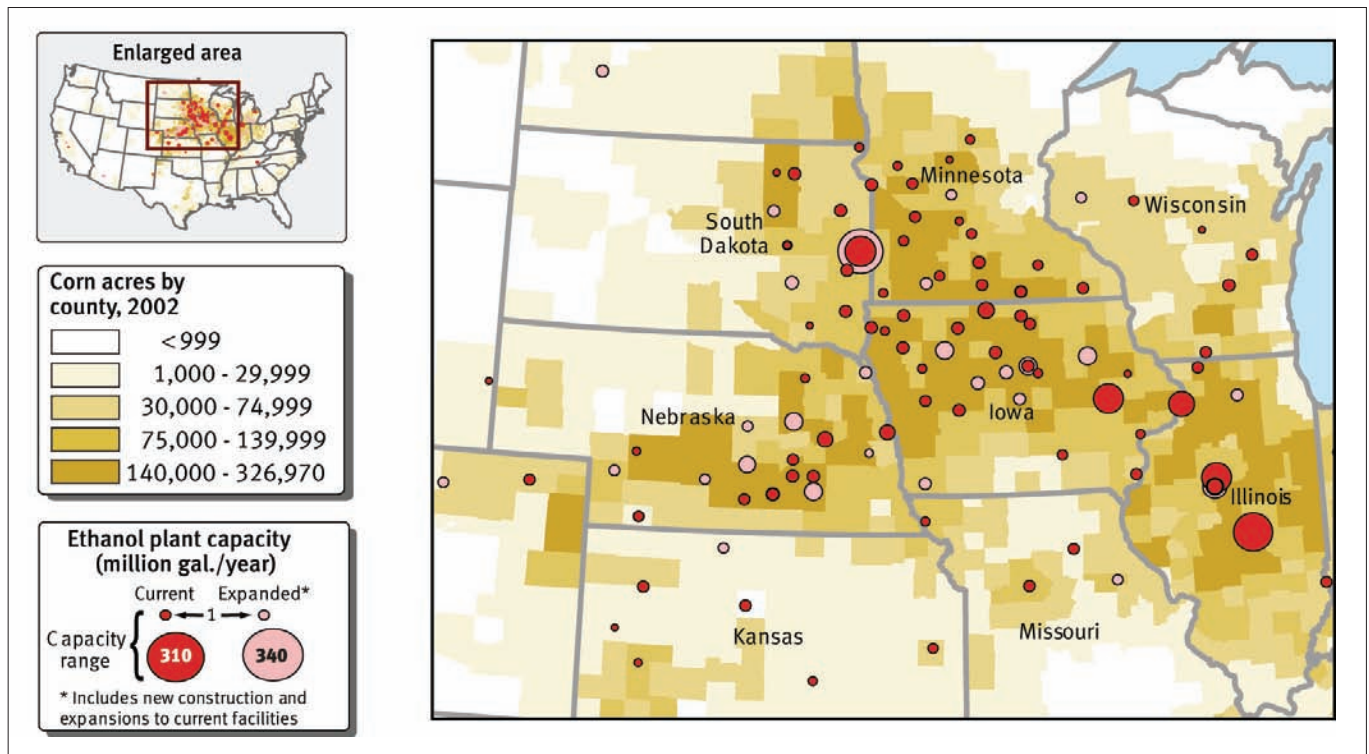 Enlarged area
Corn acres by
county, 2002
<999
1,000 - 29,999
30,000 - 74,999
75,000 - 139,999
140,000 - 326,970
Ethanol plant capacity
(million gal./year)
Current Expanded*
1
Capacity
range
310 340
* Includes new construction and
expansions to current facilities
Minnesota
South
Dakota
Wisconsin
Nebraska
Iowa
Illinois
Kansas
Missouri